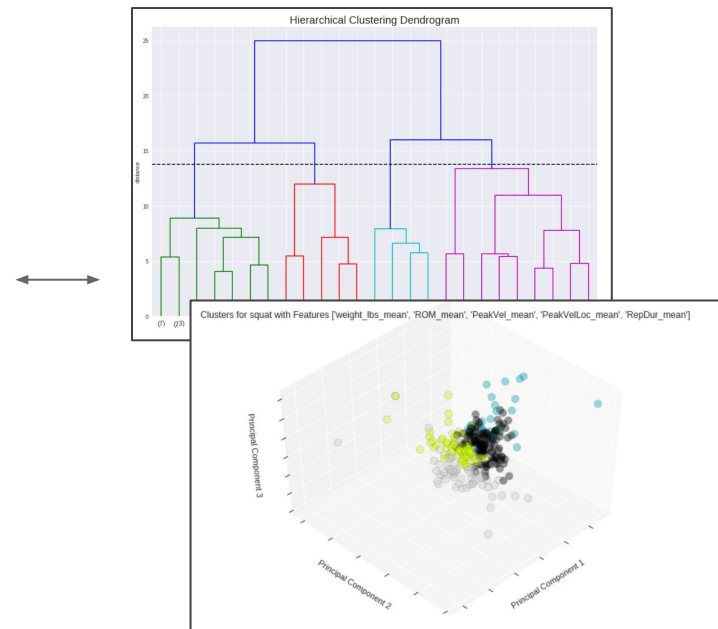 Hierarchical Clustering Dendrogram
25
20
15
distance
10
5
0
(7) (23)
Clusters for squat with Features ['weight_lbs_mean', 'ROM_mean', 'PeakVel_mean', 'PeakVelLoc_mean', 'RepDur_mean']
Principal Component 3
Principal Component 2
Principal Component 1